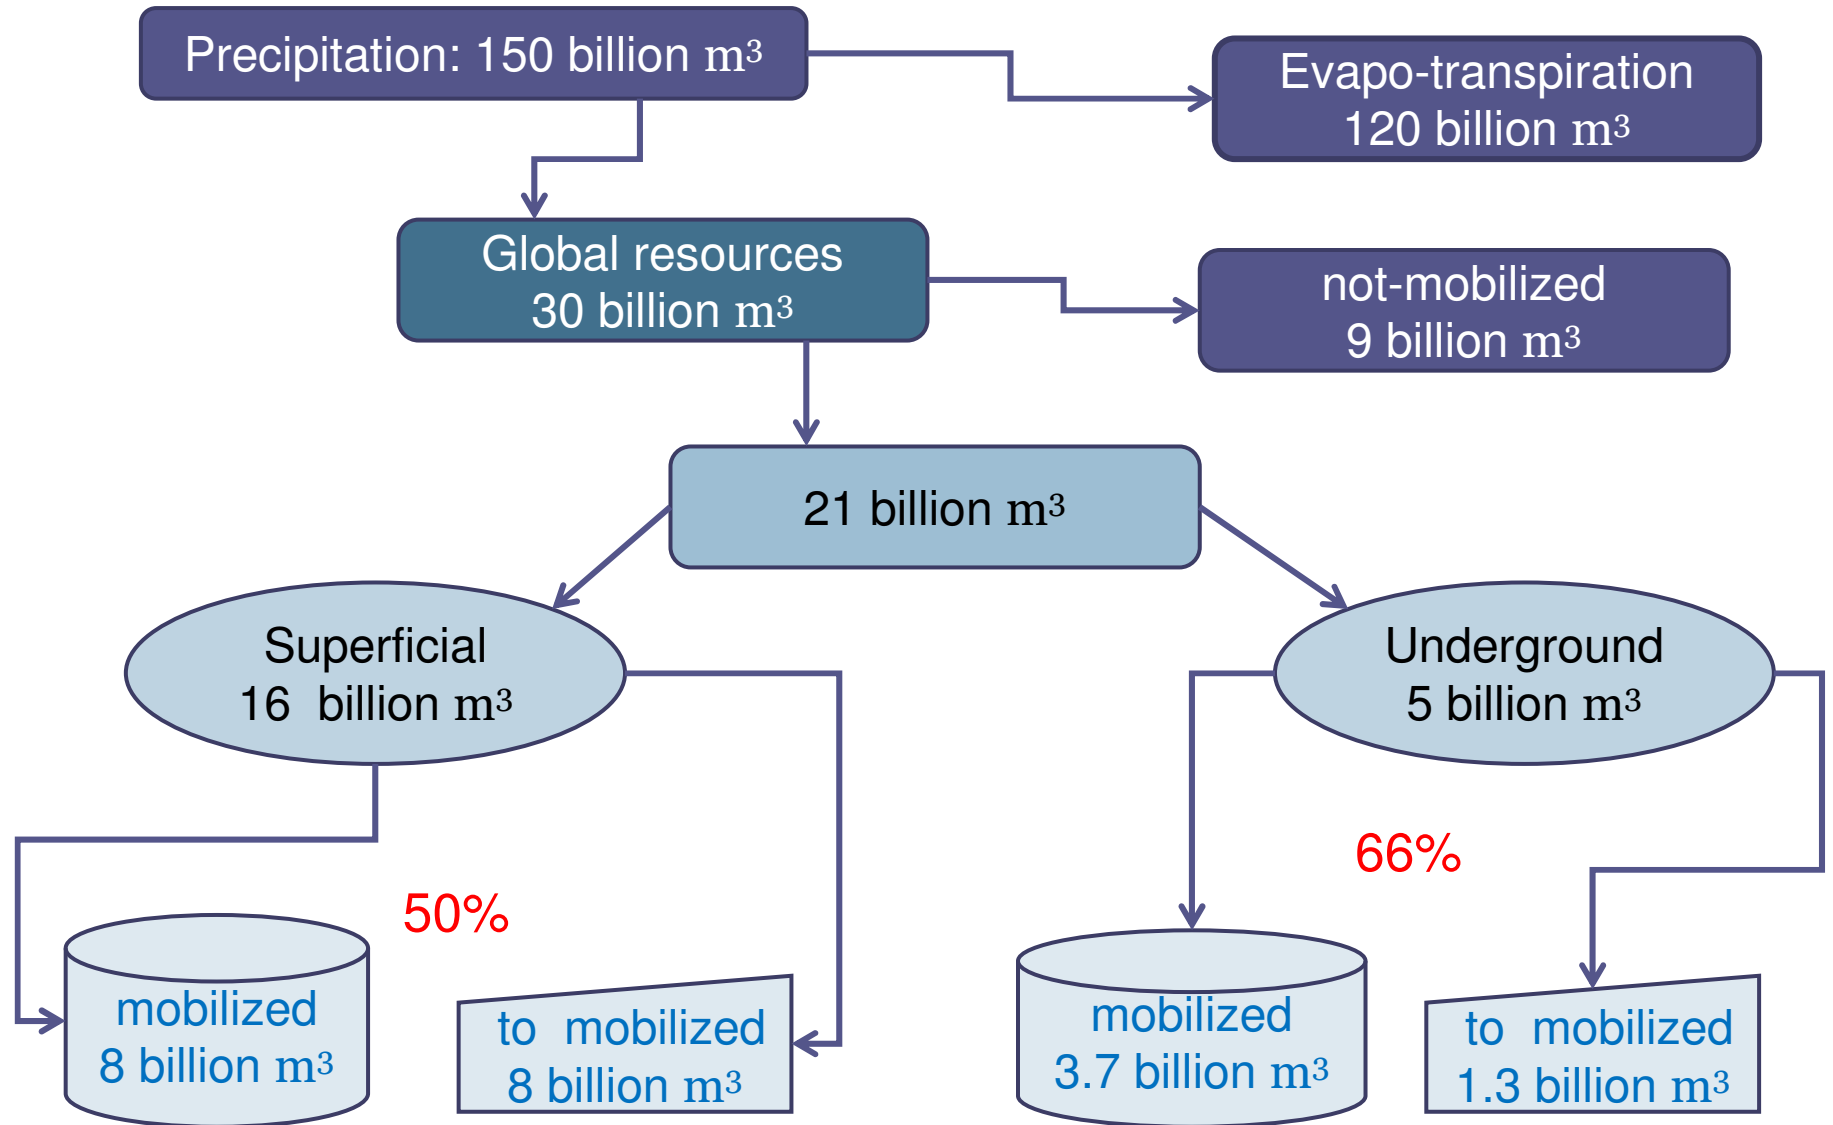 Precipitation: 150 billion m³
Evapo-transpiration
120 billion m³
Global resources
30 billion m³
not-mobilized
9 billion m³
21 billion m³
Superficial
16  billion m³
Underground
5 billion m³
50%
66%
mobilized
8 billion m³
to  mobilized
8 billion m³
mobilized
3.7 billion m³
to  mobilized
1.3 billion m³